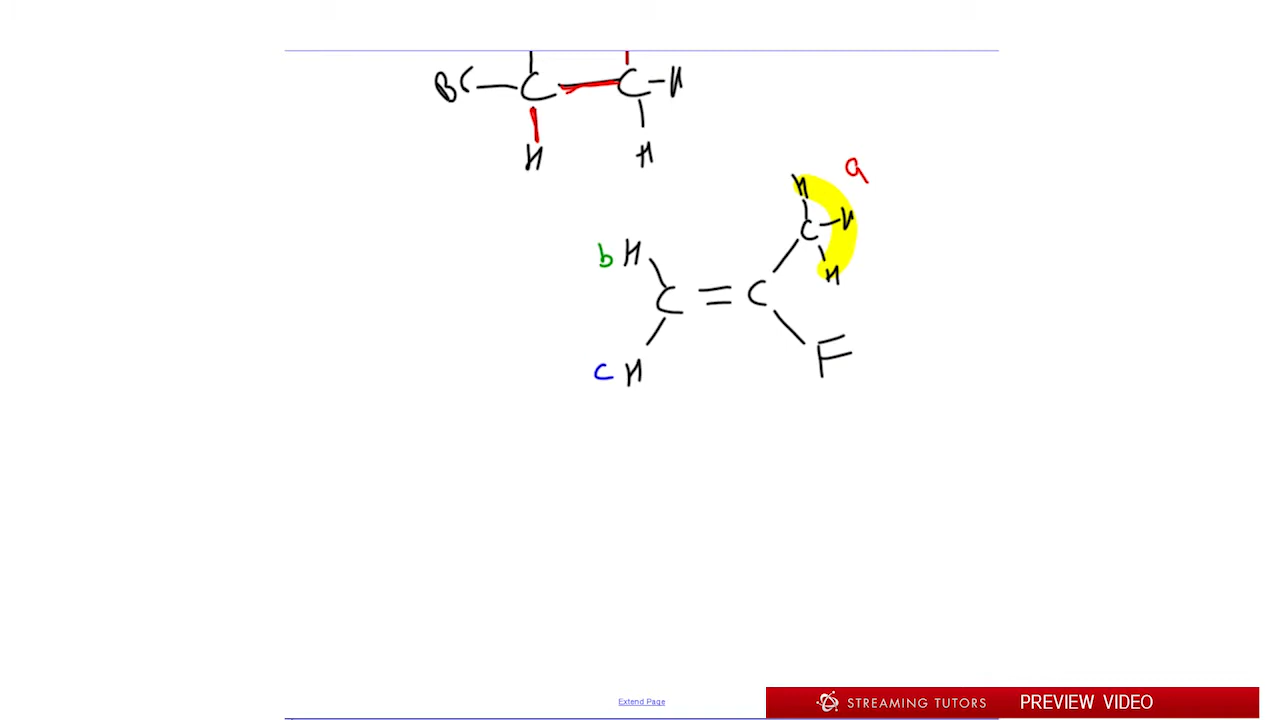 Br C C H
H H
a
H
C H
H
b H
C = C
F
c H
Extend Page
STREAMING TUTORS PREVIEW VIDEO